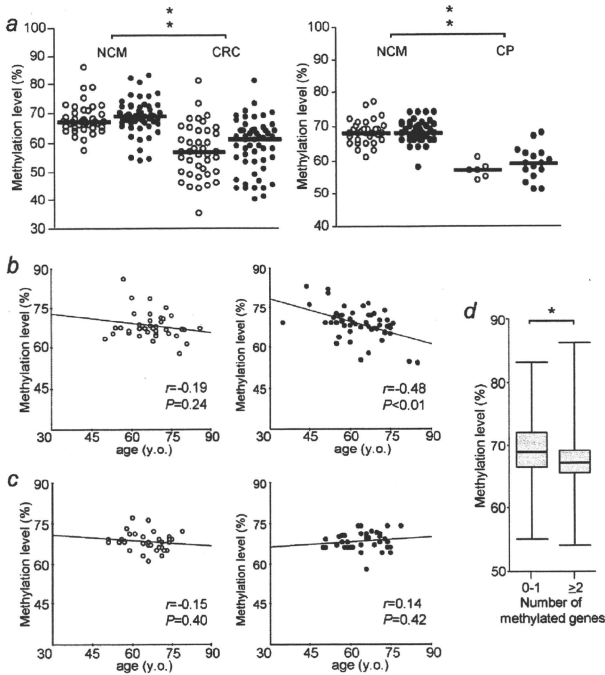 a
*
*
NCM
CRC
Methylation level (%)
100
90
80
70
60
50
40
30
*
*
NCM
CP
Methylation level (%)
100
90
80
70
60
50
40
b
Methylation level (%)
90
75
60
45
r=-0.19
P=0.24
30
45
60
75
90
age (y.o.)
Methylation level (%)
90
75
60
45
r=-0.48
P<0.01
30
45
60
75
90
age (y.o.)
c
Methylation level (%)
90
75
60
45
r=-0.15
P=0.40
30
45
60
75
90
age (y.o.)
Methylation level (%)
90
75
60
45
r=0.14
P=0.42
30
45
60
75
90
age (y.o.)
d
*
Methylation level (%)
90
80
70
60
50
0-1
≥2
Number of
methylated genes